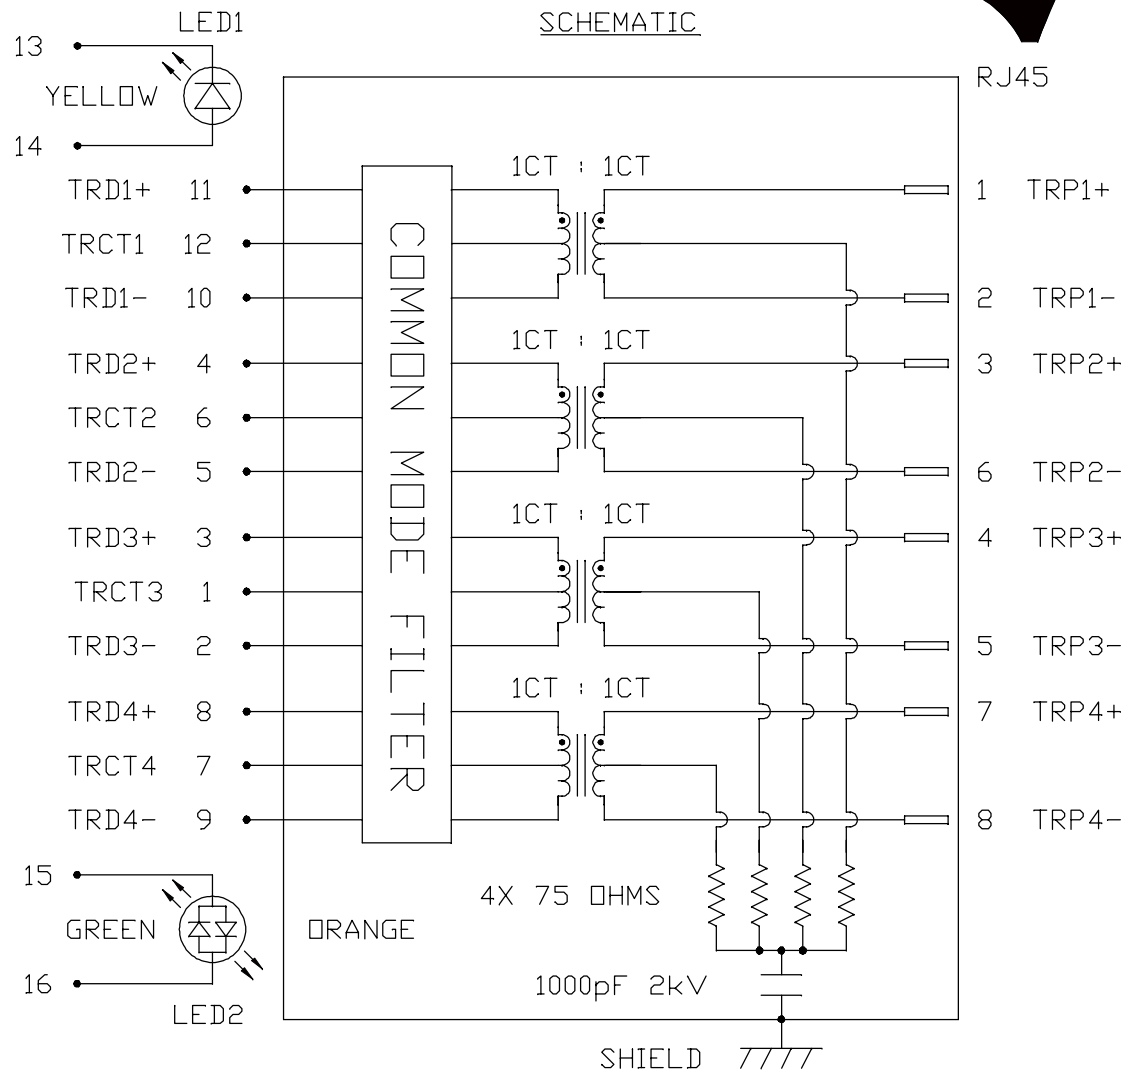 LED1 SCHEMATIC
13
RJ45
YELLOW
14
1CT : 1CT
TRD1+ 11 1 TRP1+
TRCT1 12
TRD1- 10 2 TRP1-
1CT : 1CT
TRD2+ 4 3 TRP2+
TRCT2 6
TRD2- 5 6 TRP2-
1CT : 1CT
TRD3+ 3 4 TRP3+
TRCT3 1
TRD3- 2 5 TRP3-
1CT : 1CT
TRD4+ 8 7 TRP4+
TRCT4 7
TRD4- 9 8 TRP4-
COMMON MODE FILTER
15
4X 75 OHMS
GREEN ORANGE
16
1000pF 2kV
LED2
SHIELD